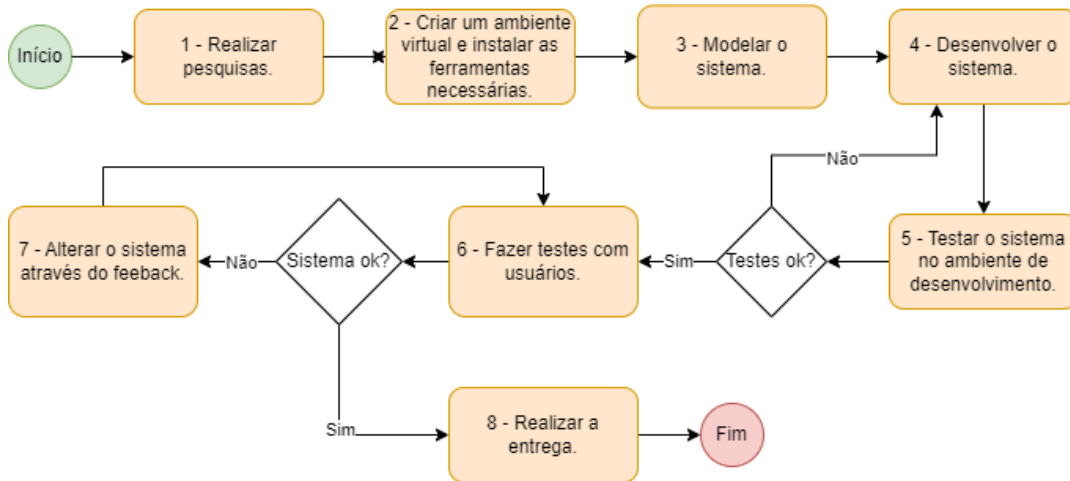 Início
1 - Realizar
pesquisas.
2 - Criar um ambiente
virtual e instalar as
ferramentas
necessárias.
3 - Modelar o
sistema.
4 - Desenvolver o
sistema.
Não
7 - Alterar o sistema
através do feeback.
Não
Sistema ok?
6 - Fazer testes com
usuários.
Sim
Testes ok?
5 - Testar o sistema
no ambiente de
desenvolvimento.
Sim
8 - Realizar a
entrega.
Fim